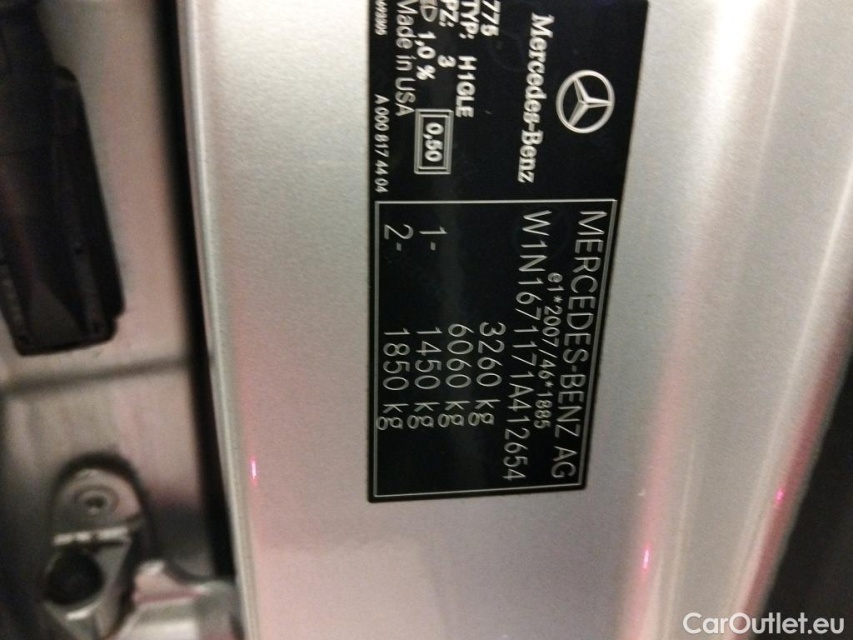 Mercedes-Benz
775
TYP: H1GLE
PZ: 3
1,0 %
0,50
Made in USA
A 000 817 44 04
MERCEDES-BENZ AG
e1*2007/46*1885
W1N1671171A412654
3260 kg
6060 kg
1- 1450 kg
2- 1850 kg
CarOutlet.eu